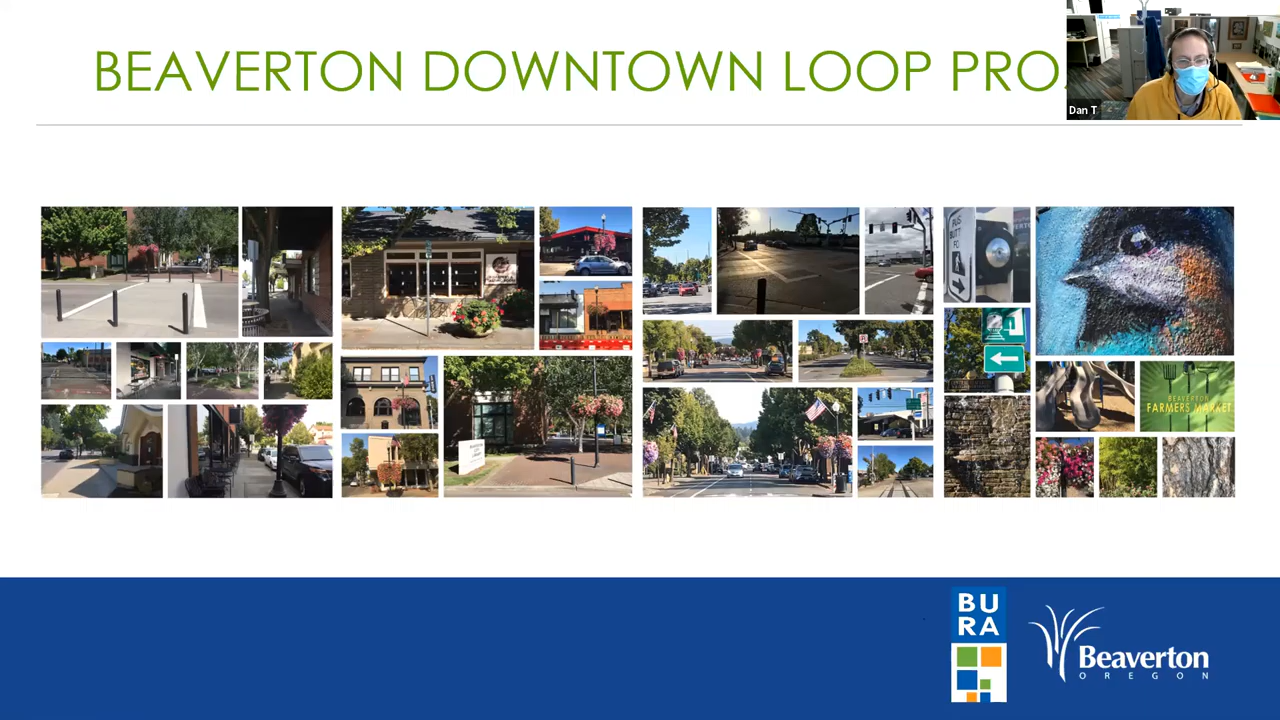 BEAVERTON DOWNTOWN LOOP PRO
Dan T
BEAVERTON
FARMERS MARKET
BU
RA
Beaverton
OREGON